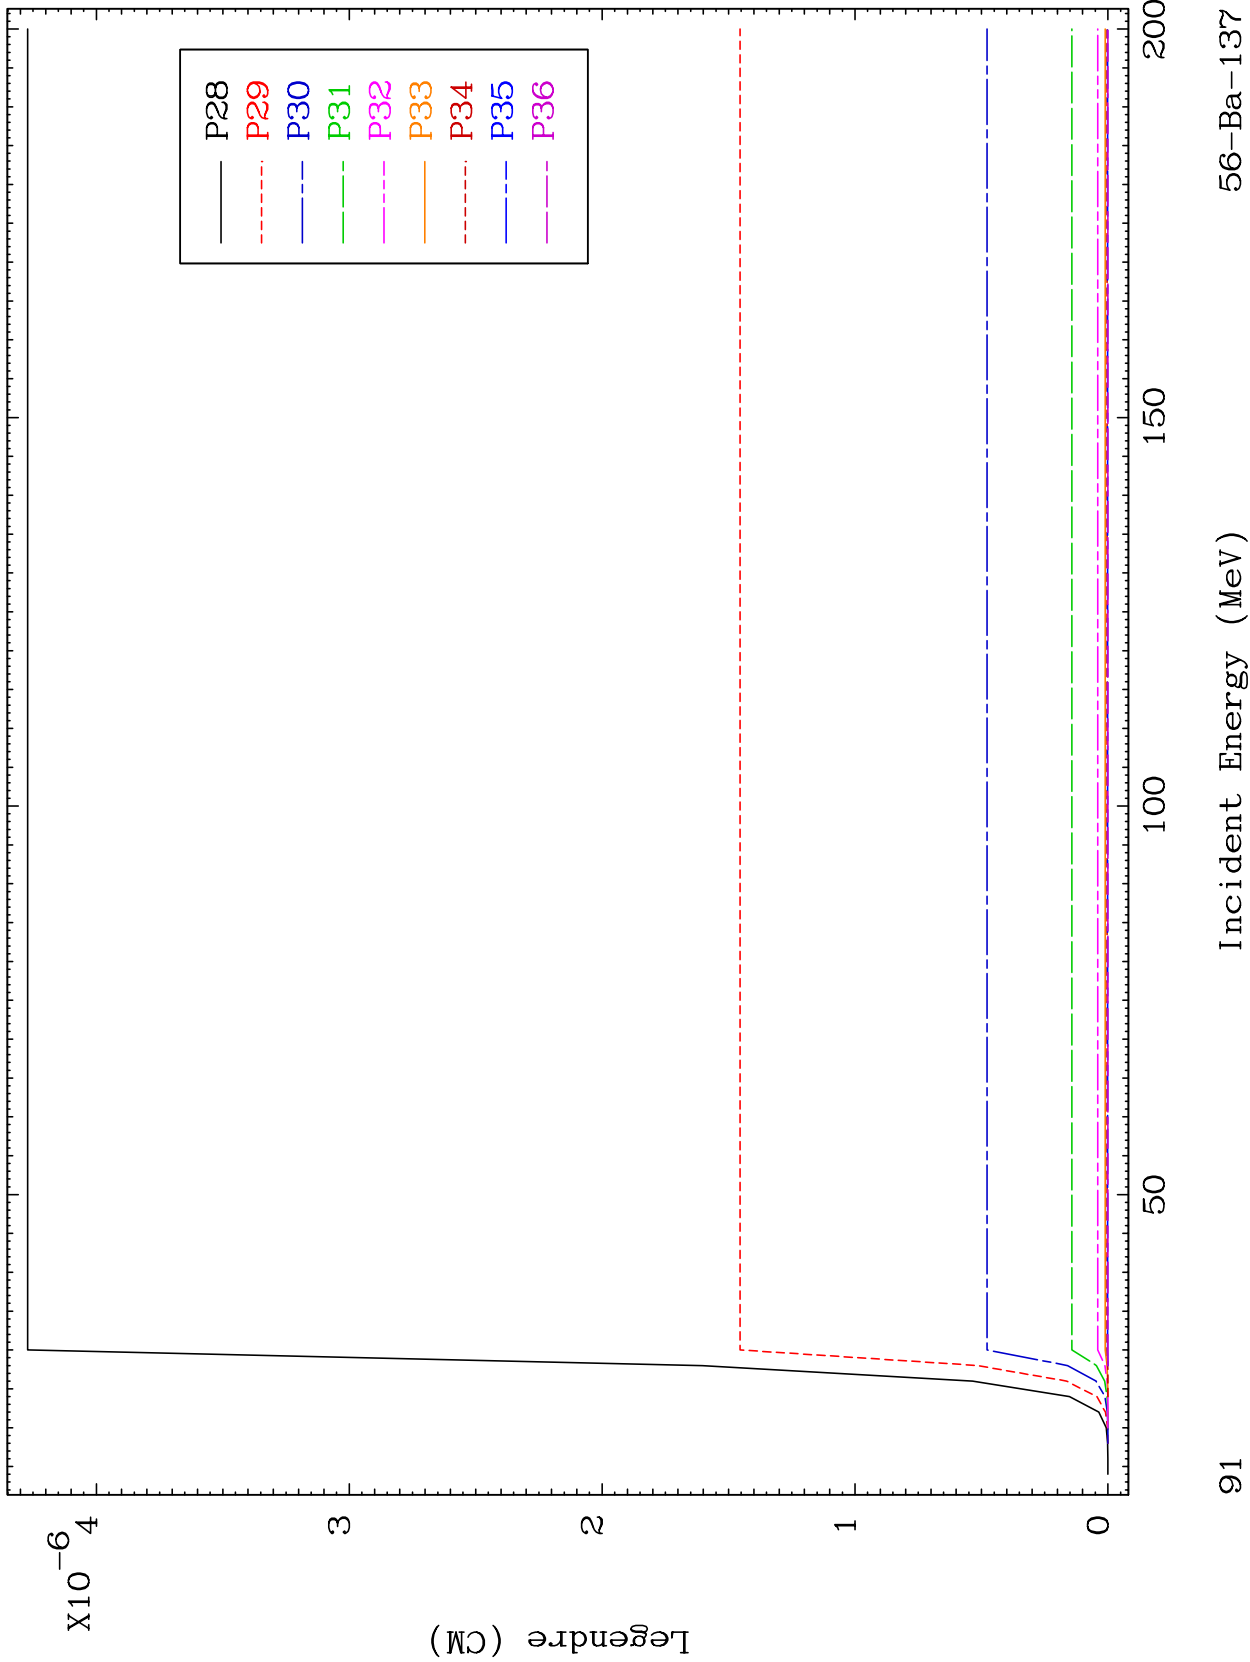 X10−6
4
3
2
1
0
Legendre (CM)
P28
P29
P30
P31
P32
P33
P34
P35
P36
50
100
150
200
Incident Energy (MeV)
91
56−Ba−137